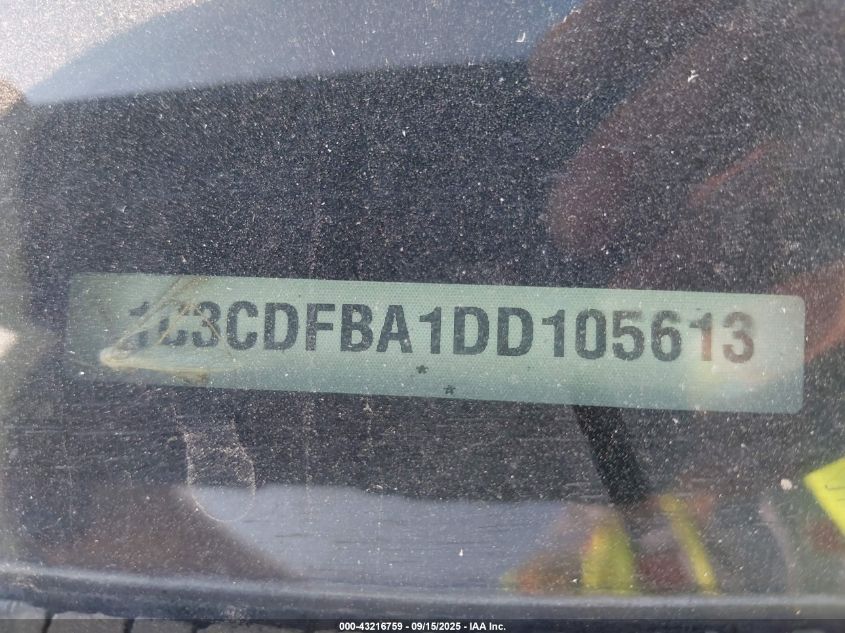 1C3CDFBA1DD105613
000-43216759 - 09/15/2025 - IAA Inc.